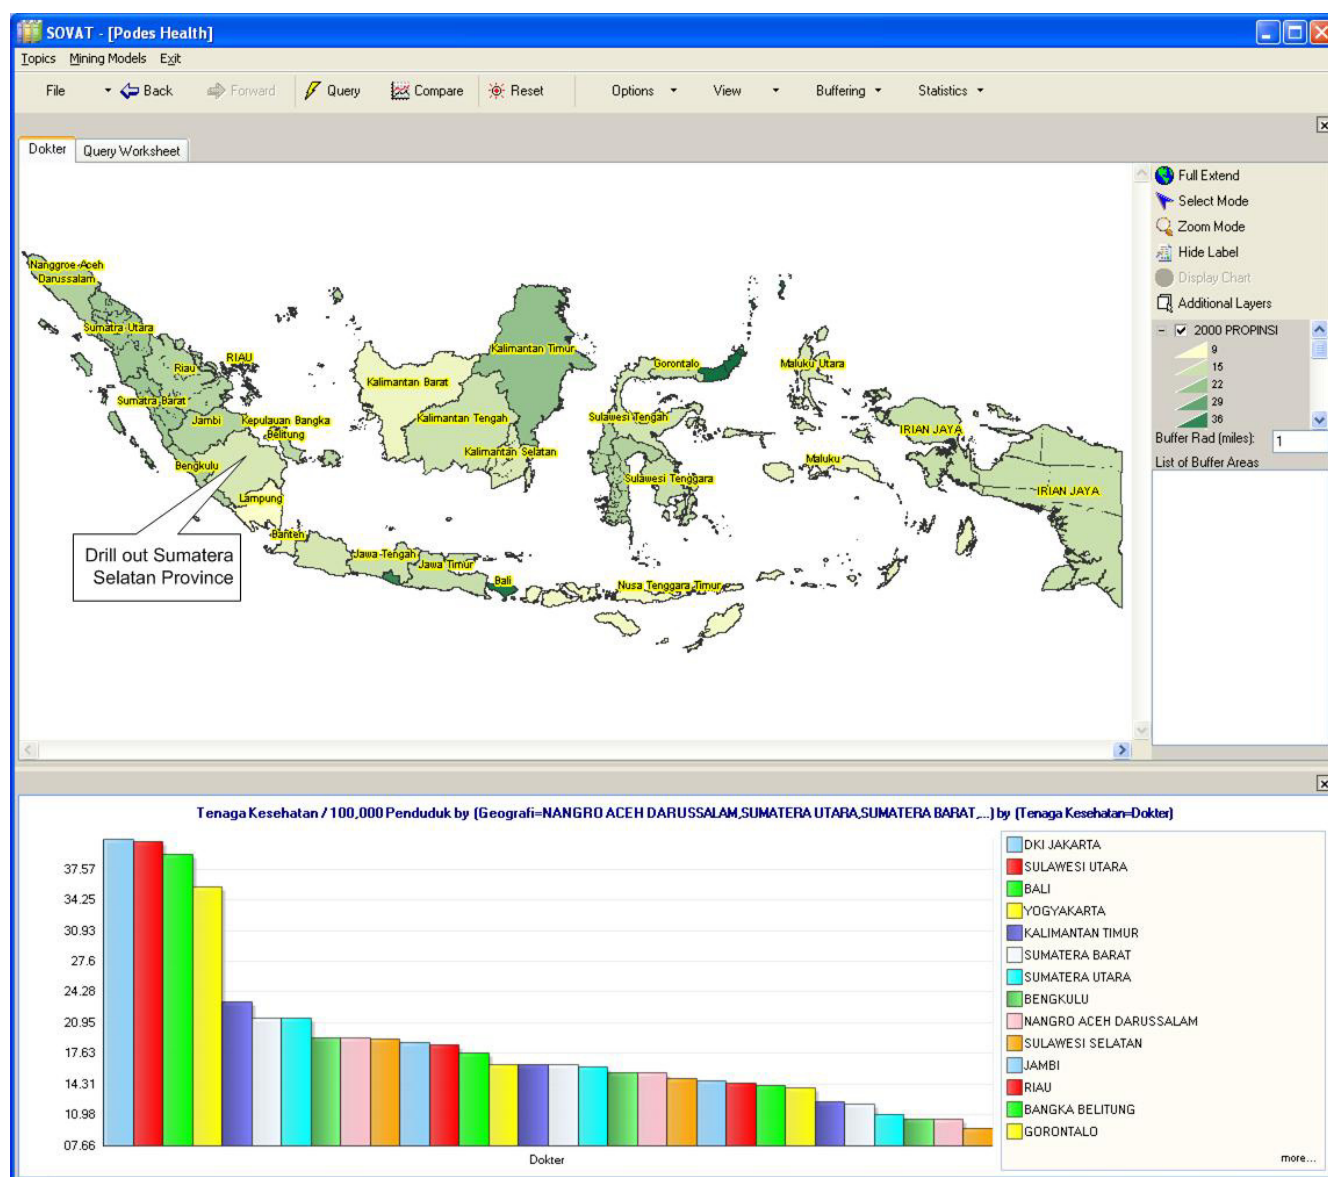 SOVAT - [Podes Health]
Topics Mining Models Exit
File Back Forward Query Compare Reset Options View Buffering Statistics
Dokter Query Worksheet
Full Extend
Select Mode
Zoom Mode
Hide Label
Display Chart
Additional Layers
2000 PROPINSI
9
15
22
29
36
Buffer Rad (miles): 1
List of Buffer Areas
Nanggroe Aceh
Darussalam
Sumatra Utara
Riau
RIAU
Sumatra Barat
Jambi
Kepulauan Bangka
Belitung
Bengkulu
Lampung
Banten
Jawa Tengah
Jawa Timur
Bali
Nusa Tenggara Timur
Kalimantan Barat
Kalimantan Timur
Kalimantan Tengah
Kalimantan Selatan
Gorontalo
Sulawesi Tengah
Sulawesi Tenggara
Maluku Utara
Maluku
IRIAN JAYA
IRIAN JAYA
Drill out Sumatera
Selatan Province
Tenaga Kesehatan / 100,000 Penduduk by (Geografi=NANGRO ACEH DARUSSALAM,SUMATERA UTARA,SUMATERA BARAT,...) by (Tenaga Kesehatan=Dokter)
37.57
34.25
30.93
27.6
24.28
20.95
17.63
14.31
10.98
07.66
Dokter
DKI JAKARTA
SULAWESI UTARA
BALI
YOGYAKARTA
KALIMANTAN TIMUR
SUMATERA BARAT
SUMATERA UTARA
BENGKULU
NANGRO ACEH DARUSSALAM
SULAWESI SELATAN
JAMBI
RIAU
BANGKA BELITUNG
GORONTALO
more...